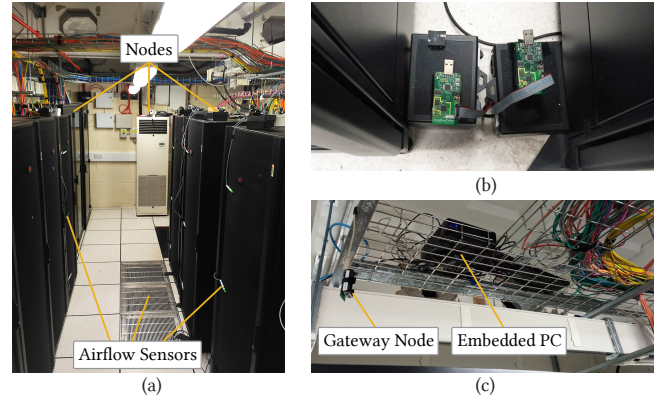 Nodes
Airflow Sensors
(a)
(b)
Gateway Node
Embedded PC
(c)